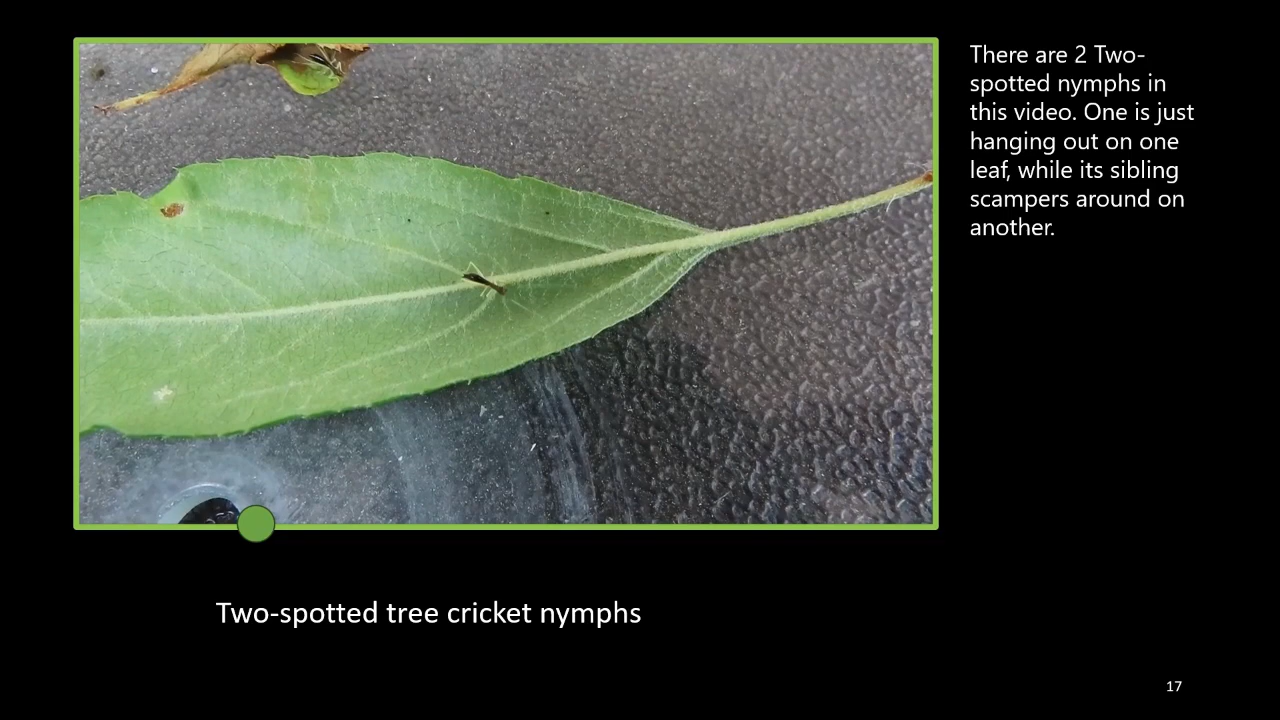 There are 2 Two-
spotted nymphs in
this video. One is just
hanging out on one
leaf, while its sibling
scampers around on
another.
Two-spotted tree cricket nymphs
17